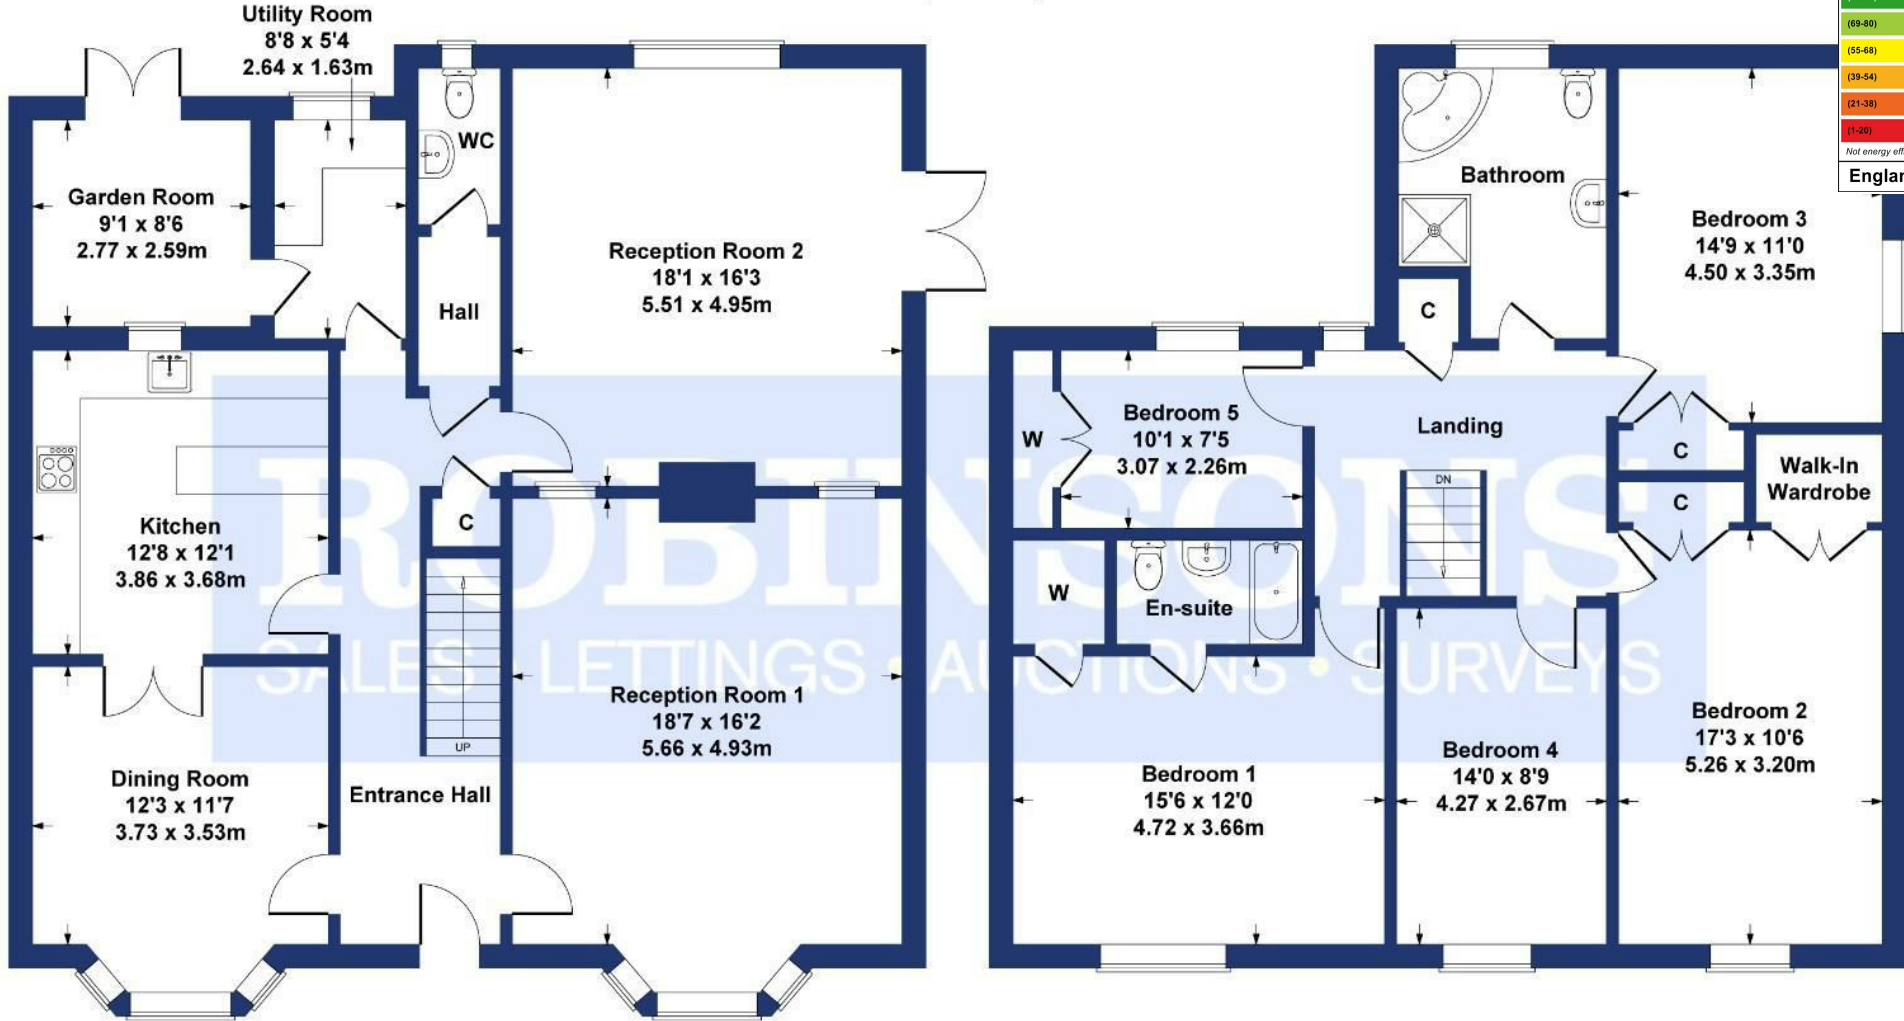 Utility Room
8'8 x 5'4
2.64 x 1.63m
WC
Garden Room
9'1 x 8'6
2.77 x 2.59m
Reception Room 2
18'1 x 16'3
5.51 x 4.95m
Hall
C
Kitchen
12'8 x 12'1
3.86 x 3.68m
Reception Room 1
18'7 x 16'2
5.66 x 4.93m
UP
Dining Room
12'3 x 11'7
3.73 x 3.53m
Entrance Hall
Bathroom
Bedroom 3
14'9 x 11'0
4.50 x 3.35m
C
Bedroom 5
10'1 x 7'5
3.07 x 2.26m
W
Landing
DN
C
Walk-In
Wardrobe
C
W
En-suite
Bedroom 1
15'6 x 12'0
4.72 x 3.66m
Bedroom 4
14'0 x 8'9
4.27 x 2.67m
Bedroom 2
17'3 x 10'6
5.26 x 3.20m
ROBINSONS
SALES • LETTINGS • AUCTIONS • SURVEYS
(69-80)
(55-68)
(39-54)
(21-38)
(1-20)
Not energy eff
Englan